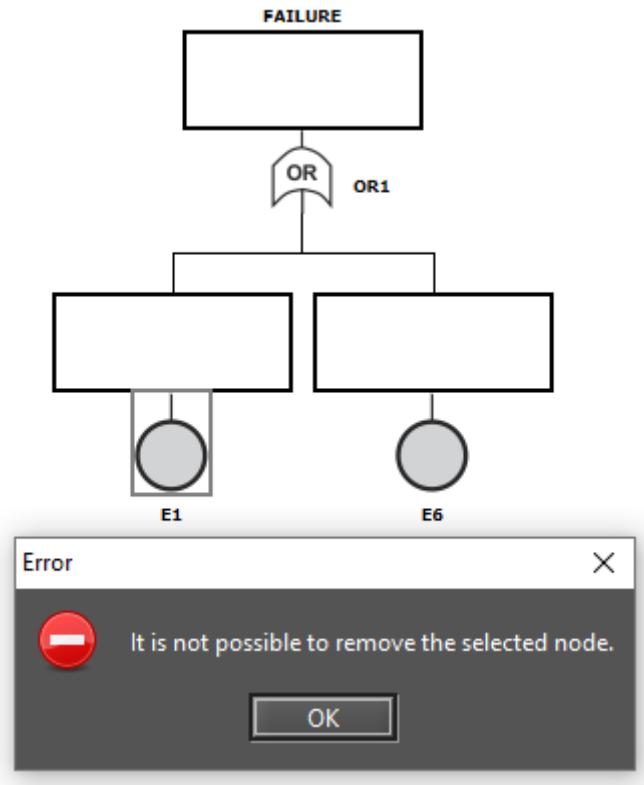 FAILURE
OR
OR1
E1
E6
Error
It is not possible to remove the selected node.
OK